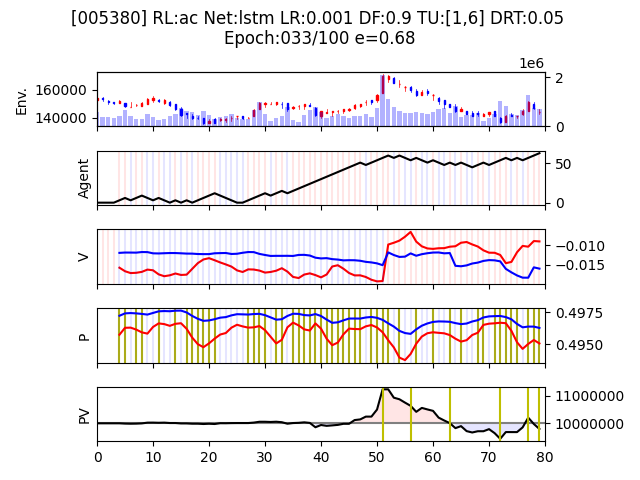 [005380] RL:ac Net:lstm LR:0.001 DF:0.9 TU:[1,6] DRT:0.05
Epoch:033/100 e=0.68
1e6
Env.
160000
140000
2
0
Agent
50
0
V
−0.010
−0.015
P
0.4975
0.4950
PV
11000000
10000000
0 10 20 30 40 50 60 70 80